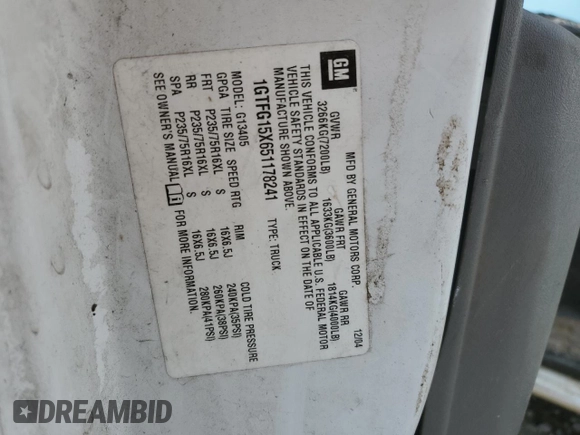 GM
MFD BY GENERAL MOTORS CORP. 12/04
GVWR GAWR FRT GAWR RR
3266KG(7200LB) 1633KG(3600LB) 1814KG(4000LB)
THIS VEHICLE CONFORMS TO ALL APPLICABLE U.S. FEDERAL MOTOR
VEHICLE SAFETY STANDARDS IN EFFECT ON THE DATE OF
MANUFACTURE SHOWN ABOVE.
1GTFG15X651178241 TYPE: TRUCK
MODEL: G13405
GPGA TIRE SIZE SPEED RTG RIM COLD TIRE PRESSURE
FRT - P235/75R16XL S 16X6.5J 240KPA(35PSI)
RR P235/75R16XL S 16X6.5J 260KPA(38PSI)
SPA P235/75R16XL S 16X6.5J 280KPA(41PSI)
SEE OWNER'S MANUAL i FOR MORE INFORMATION.
DREAMBID